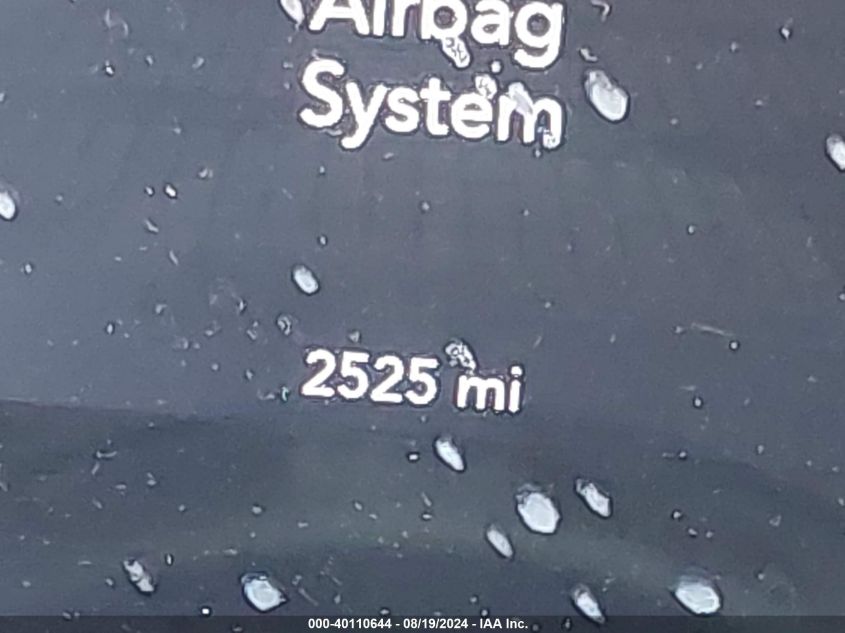 Airbag
System
2525 mi
000-40110644 - 08/19/2024 - IAA Inc.